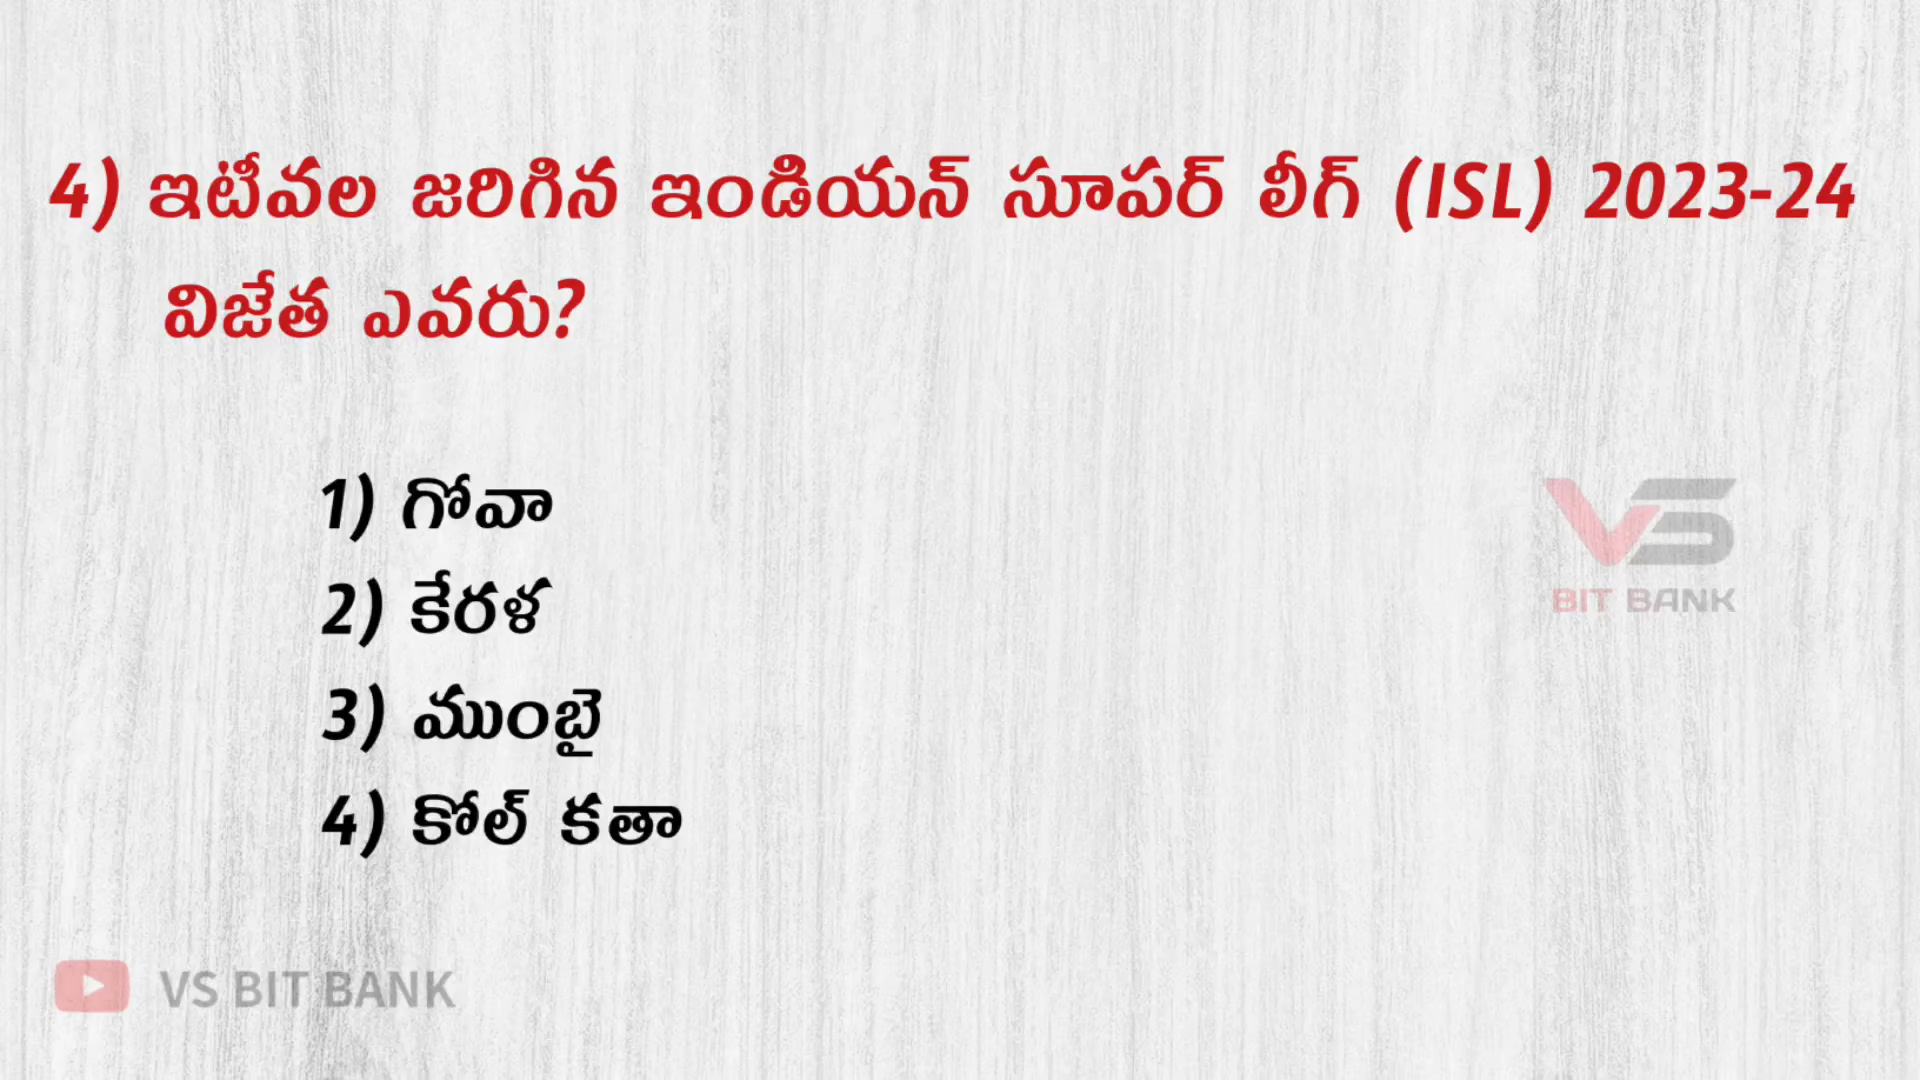 4) ఇటీవల జరిగిన ఇండియన్ సూపర్ లీగ్ (ISL) 2023-24
విజేత ఎవరు?
1) గోవా
2) కేరళ
3) ముంబై
4) కోల్ కతా
VS
BIT BANK
VS BIT BANK